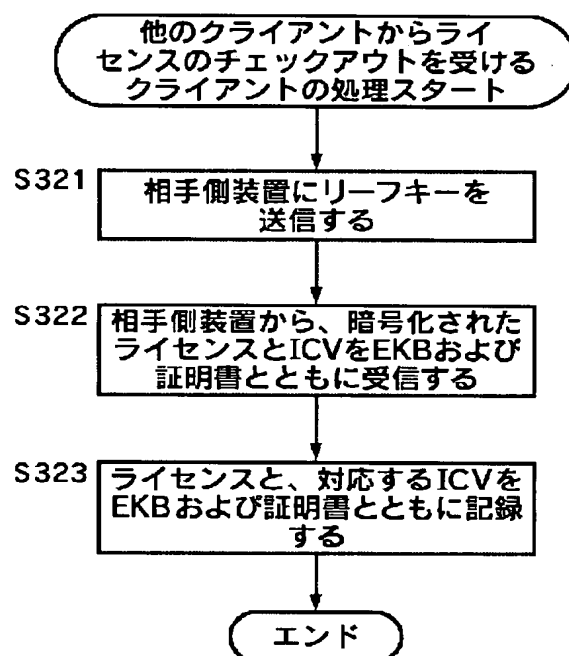 他のクライアントからライ
センスのチェックアウトを受ける
クライアントの処理スタート
S321
相手側装置にリーフキーを
送信する
S322
相手側装置から、暗号化された
ライセンスとICVをEKBおよび
証明書とともに受信する
S323
ライセンスと、対応するICVを
EKBおよび証明書とともに記録
する
エンド